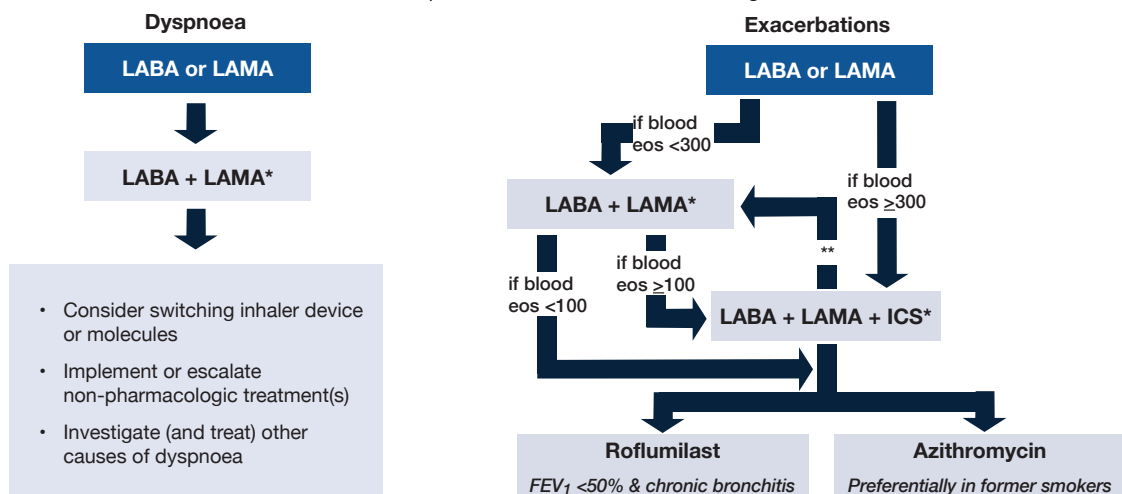 Dyspnoea
LABA or LAMA
LABA + LAMA*
• Consider switching inhaler device
or molecules
• Implement or escalate
non-pharmacologic treatment(s)
• Investigate (and treat) other
causes of dyspnoea
Exacerbations
LABA or LAMA
if blood
eos <300
if blood
eos ≥300
LABA + LAMA*
**
if blood
eos <100
if blood
eos ≥100
LABA + LAMA + ICS*
Roflumilast
FEV1 <50% & chronic bronchitis
Azithromycin
Preferentially in former smokers